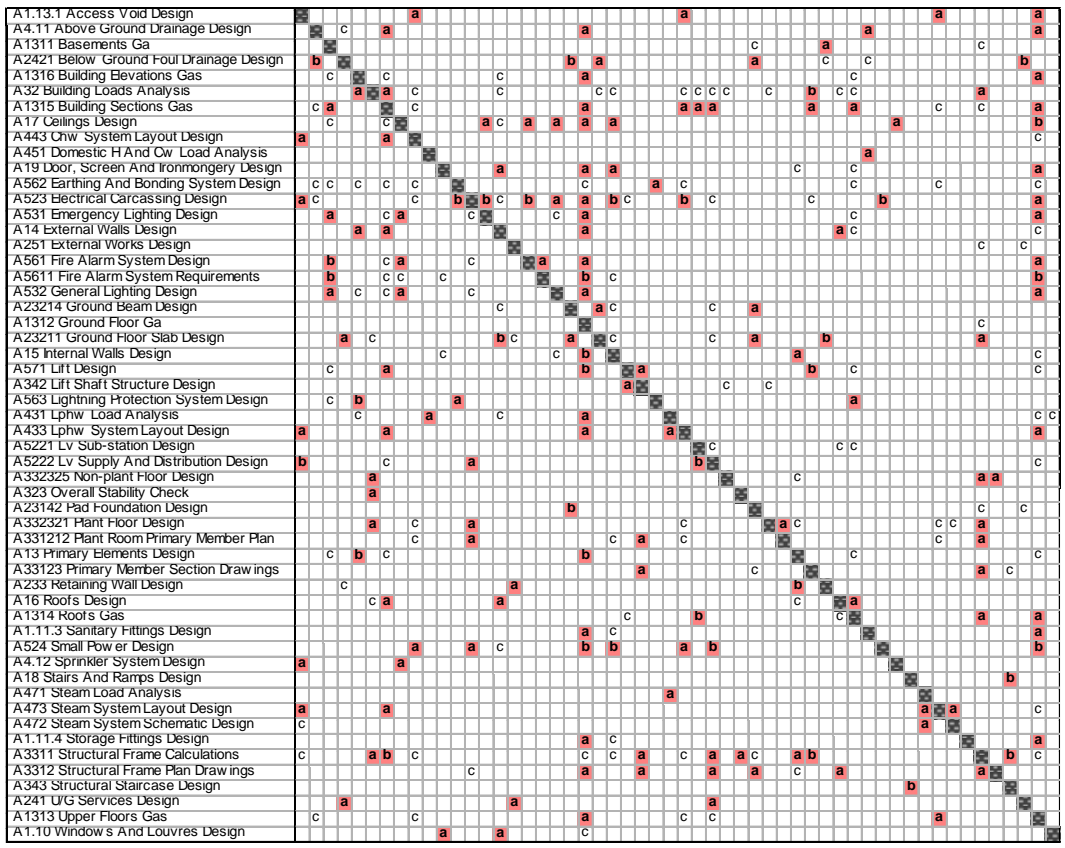 A1.13.1 Access Void Design a a a a
A4.11 Above Ground Drainage Design c a a a a
A1311 Basements Ga c a c
A2421 Below Ground Foul Drainage Design b b a a c c b
A1316 Building Elevations Gas c c c a c a
A32 Building Loads Analysis a a c c c c c c c c c b c c a
A1315 Building Sections Gas c a c a a a a a a c c a
A17 Ceilings Design c c a c a a a a a b
A443 Chw System Layout Design a a c
A451 Domestic H And Cw Load Analysis a
A19 Door, Screen And Ironmongery Design a a a c c a
A562 Earthing And Bonding System Design c c c c c c a c c c c
A523 Electrical Carcassing Design a c c b b c b a a b c b c c b a
A531 Emergency Lighting Design a c a c c a c a
A14 External Walls Design a a a a c c
A251 External Works Design c c
A561 Fire Alarm System Design b c a c a a a
A5611 Fire Alarm System Requirements b c c c b c a
A532 General Lighting Design a c c a c a a
A23214 Ground Beam Design c a c c a
A1312 Ground Floor Ga c
A23211 Ground Floor Slab Design a c b c a c c a b a
A15 Internal Walls Design c c b a c
A571 Lift Design c a b a b c c
A342 Lift Shaft Structure Design a c c
A563 Lightning Protection System Design c b a a
A431 Lphw Load Analysis c a c a c c
A433 Lphw System Layout Design a a a a a
A5221 Lv Sub-station Design c c c
A5222 Lv Supply And Distribution Design b c a b c
A332325 Non-plant Floor Design a c a a
A323 Overall Stability Check a
A23142 Pad Foundation Design b c c
A332321 Plant Floor Design a c a c a c c c a
A331212 Plant Room Primary Member Plan c a c a c c a
A13 Primary Elements Design c b c b c c
A33123 Primary Member Section Drawings a c a c
A233 Retaining Wall Design c a b
A16 Roofs Design c a a c a
A1314 Roofs Gas c b c a a
A1.11.3 Sanitary Fittings Design a c a
A524 Small Power Design a a c b b a b b
A4.12 Sprinkler System Design a a
A18 Stairs And Ramps Design b
A471 Steam Load Analysis a
A473 Steam System Layout Design a a a a c
A472 Steam System Schematic Design c a
A1.11.4 Storage Fittings Design a c a
A3311 Structural Frame Calculations c a b c c c a c a a c a b b c
A3312 Structural Frame Plan Drawings c a a a a c a a
A343 Structural Staircase Design b
A241 U/G Services Design a a a
A1313 Upper Floors Gas c c a c c a
A1.10 Windows And Louvres Design a a c